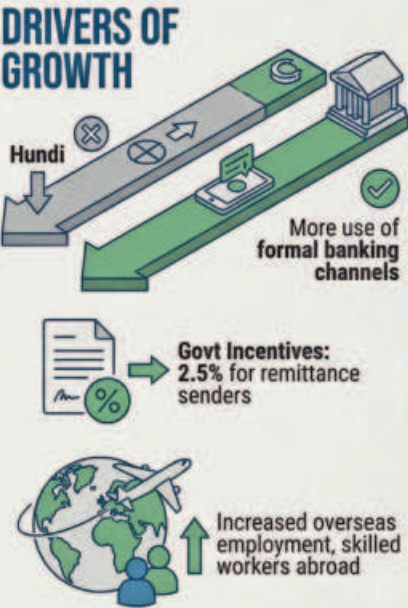 DRIVERS OF
GROWTH
Hundi
More use of
formal banking
channels
Govt Incentives:
2.5% for remittance
senders
%
Increased overseas
employment, skilled
workers abroad